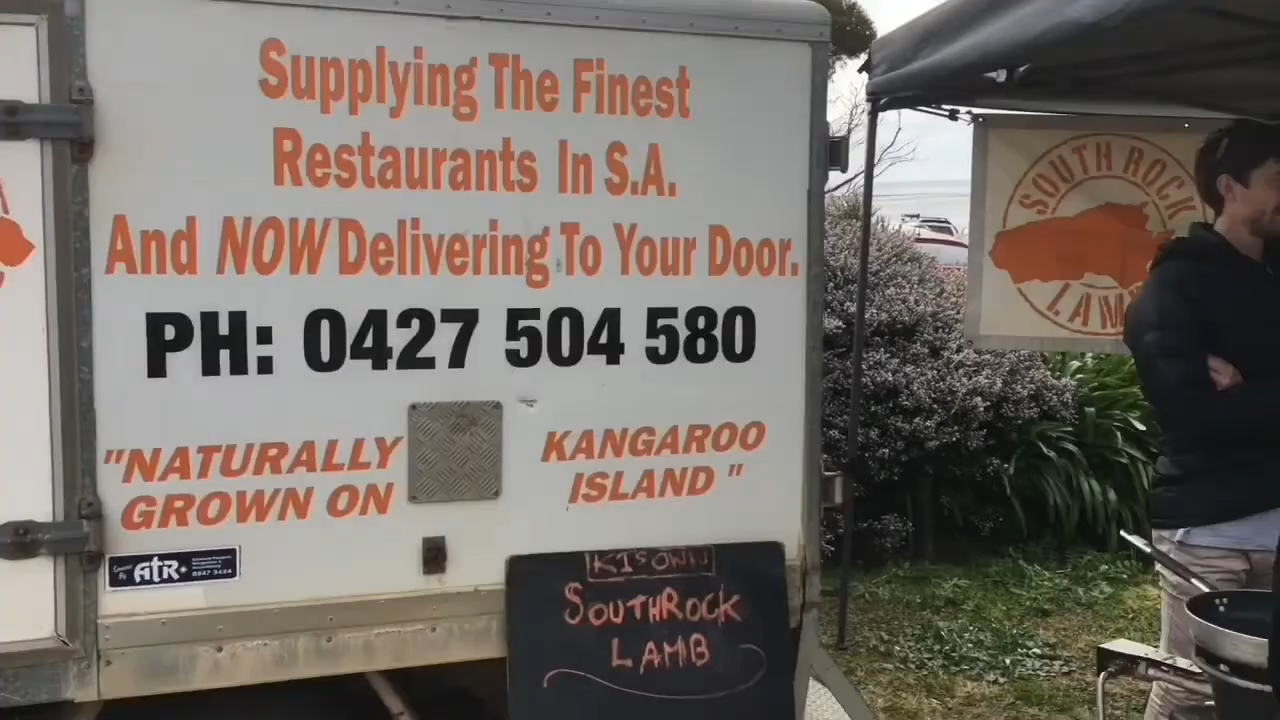 Supplying The Finest
Restaurants In S.A.
And NOW Delivering To Your Door.
PH: 0427 504 580
"NATURALLY
GROWN ON
KANGAROO
ISLAND "
ATR
KI'S OWN
SOUTHROCK
LAMB
SOUTH ROCK
LAM